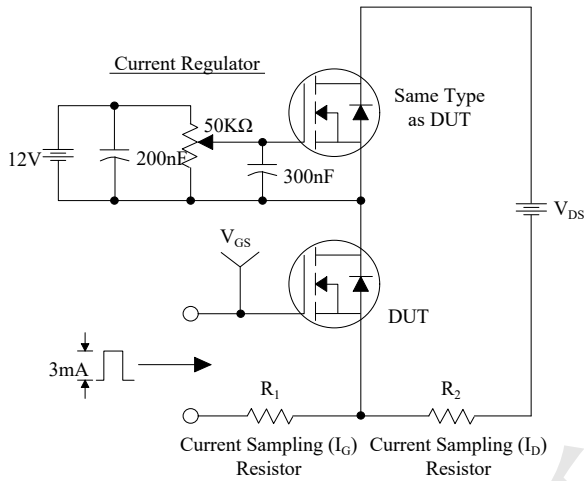 Current Regulator
Same Type
as DUT
50KΩ
12V
200nF
300nF
V_DS
V_GS
DUT
3mA
R_1
R_2
Current Sampling (I_G)
Resistor
Current Sampling (I_D)
Resistor